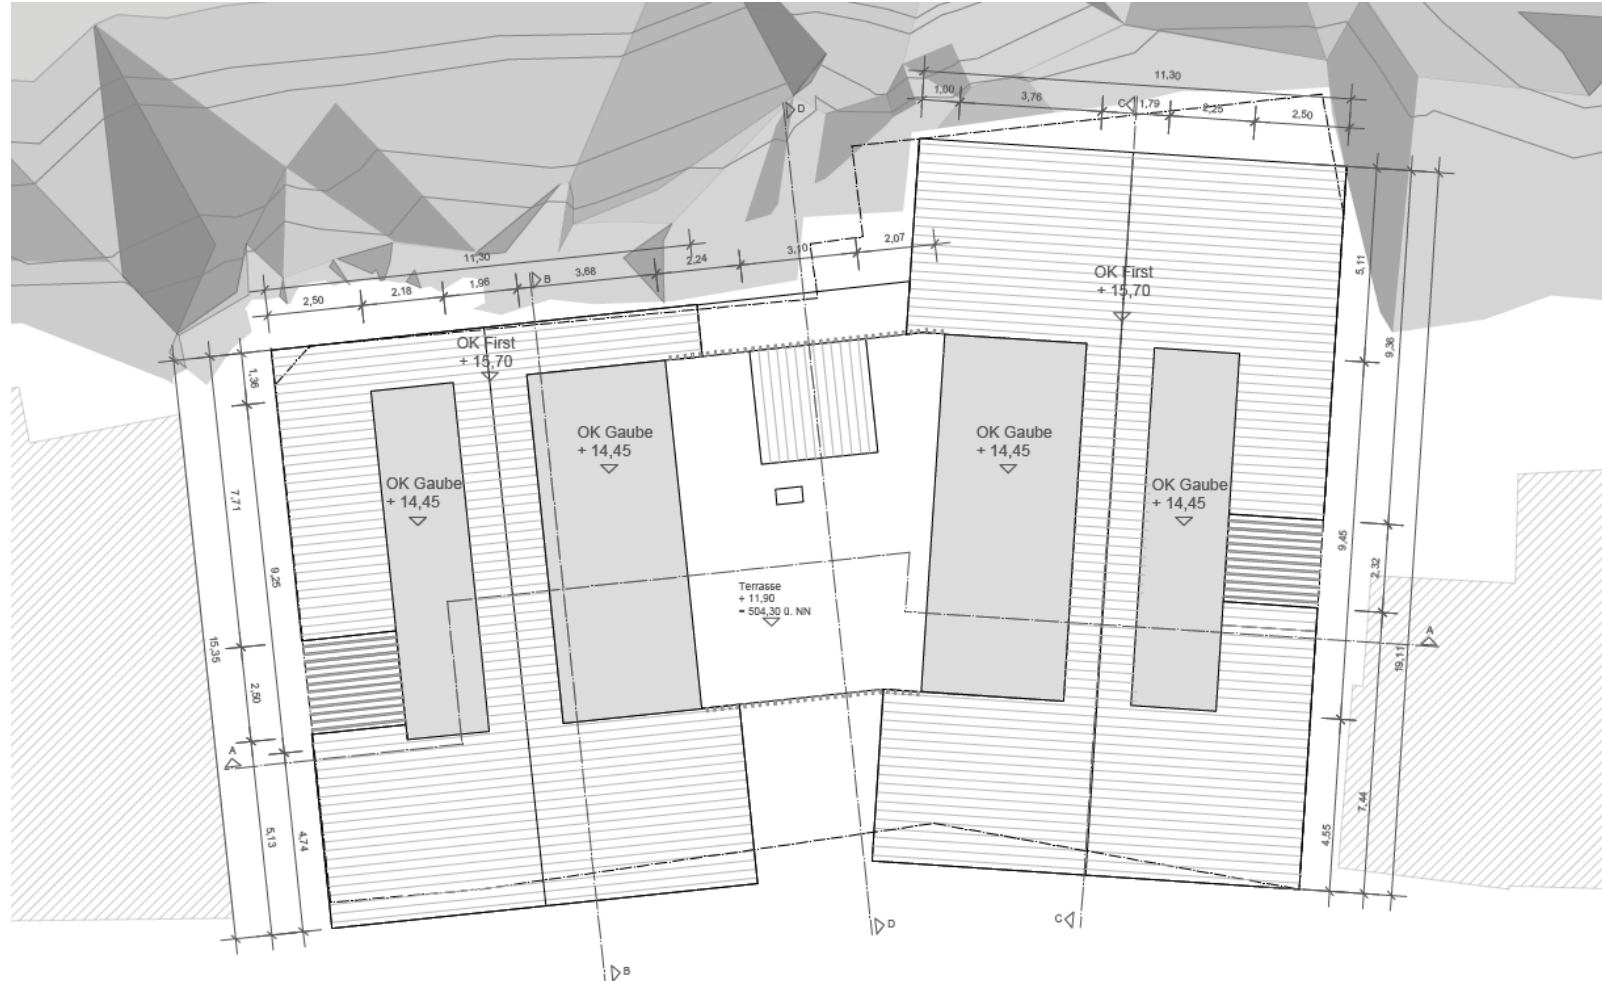 11,30
1,00
3,76
C
1,79
2,25
2,50
D
2,07
3,10
2,24
3,68
B
1,96
2,18
2,50
11,30
5,11
OK First
+ 15,70
OK First
+ 15,70
9,36
1,36
OK Gaube
+ 14,45
OK Gaube
+ 14,45
OK Gaube
+ 14,45
OK Gaube
+ 14,45
7,71
9,45
9,25
2,32
Terrasse
+ 11,90
= 504,30 ü. NN
A
15,35
19,11
2,50
A
7,44
4,55
5,13
4,74
D
C
B